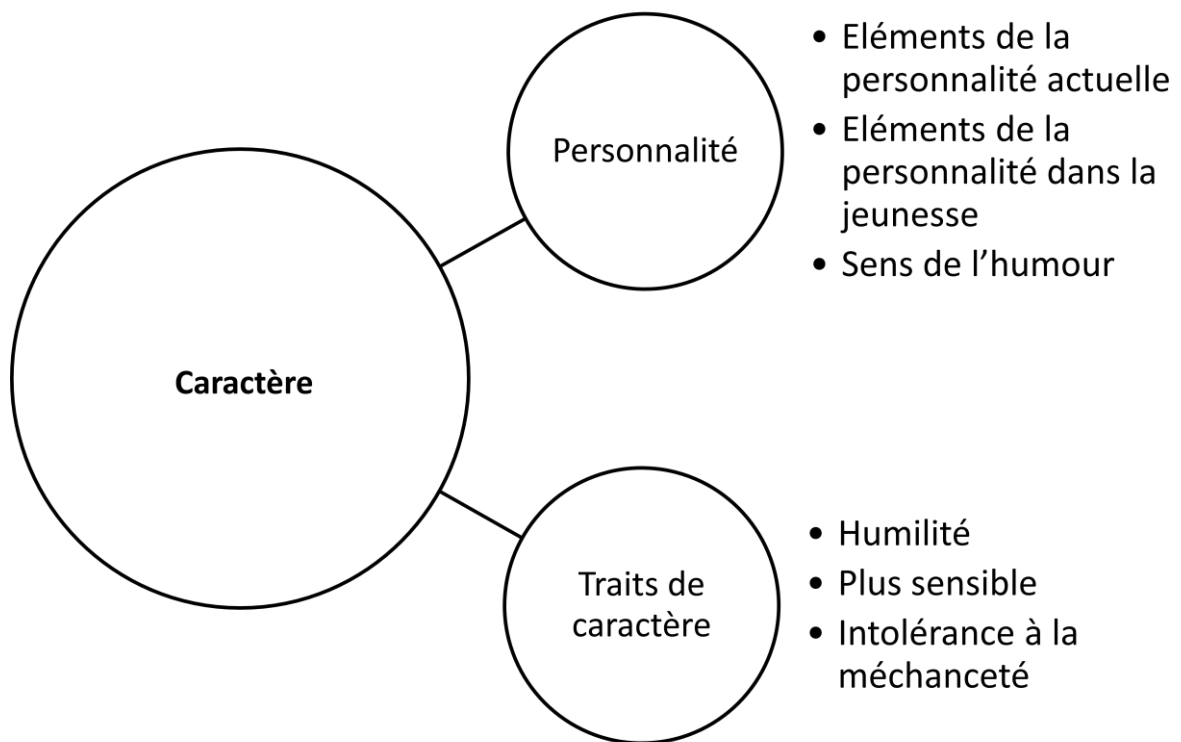 Caractère
Personnalité
• Eléments de la
personnalité actuelle
• Eléments de la
personnalité dans la
jeunesse
• Sens de l’humour
Traits de
caractère
• Humilité
• Plus sensible
• Intolérance à la
méchanceté